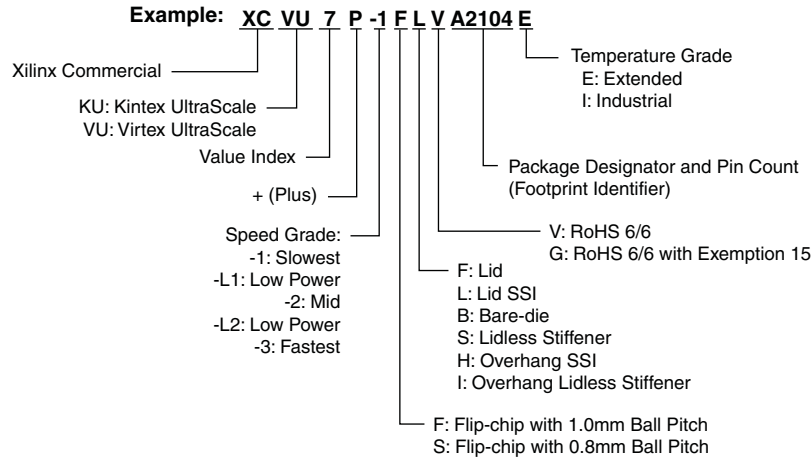 Example: XC VU 7 P -1 F L V A2104 E
Xilinx Commercial
KU: Kintex UltraScale
VU: Virtex UltraScale
Value Index
+ (Plus)
Speed Grade:
-1: Slowest
-L1: Low Power
-2: Mid
-L2: Low Power
-3: Fastest
Temperature Grade
E: Extended
I: Industrial
Package Designator and Pin Count
(Footprint Identifier)
V: RoHS 6/6
G: RoHS 6/6 with Exemption 15
F: Lid
L: Lid SSI
B: Bare-die
S: Lidless Stiffener
H: Overhang SSI
I: Overhang Lidless Stiffener
F: Flip-chip with 1.0mm Ball Pitch
S: Flip-chip with 0.8mm Ball Pitch